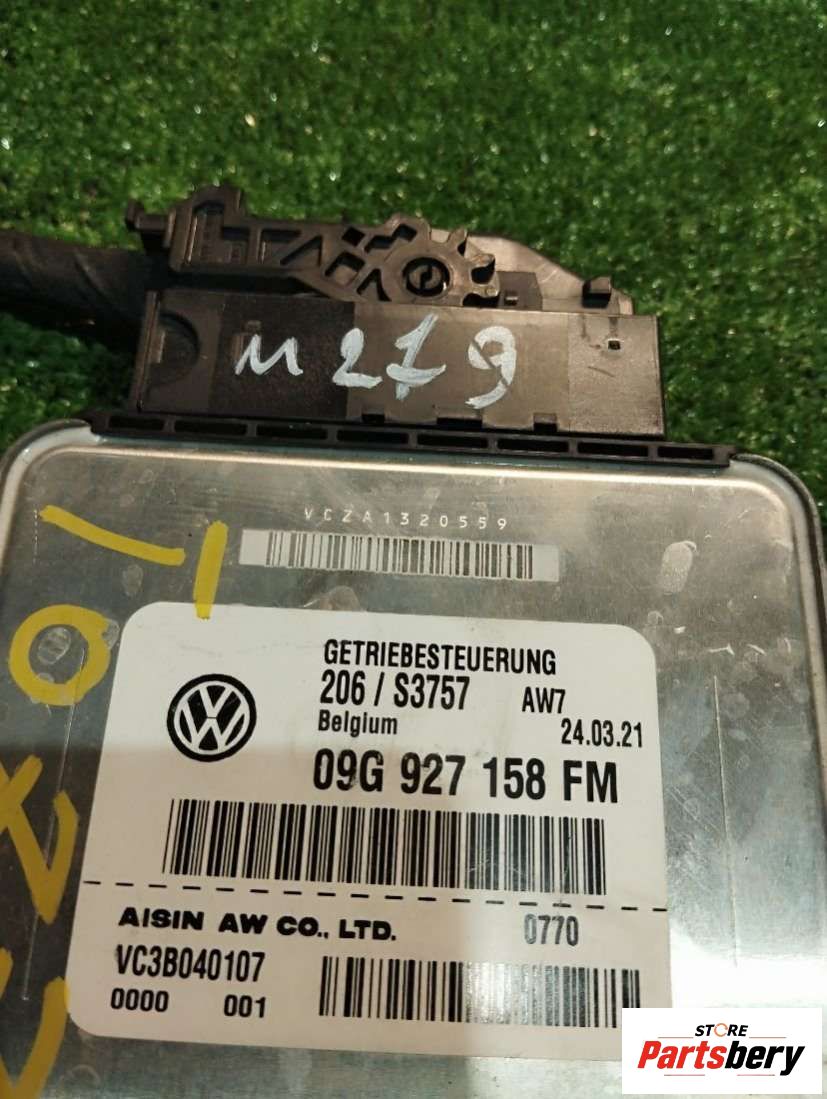 M 219
VCZA1320559
GETRIEBESTEUERUNG
206 / S3757 AW7
Belgium 24.03.21
09G 927 158 FM
AISIN AW CO., LTD. 0770
VC3B040107
0000 001
STORE
Partsbery